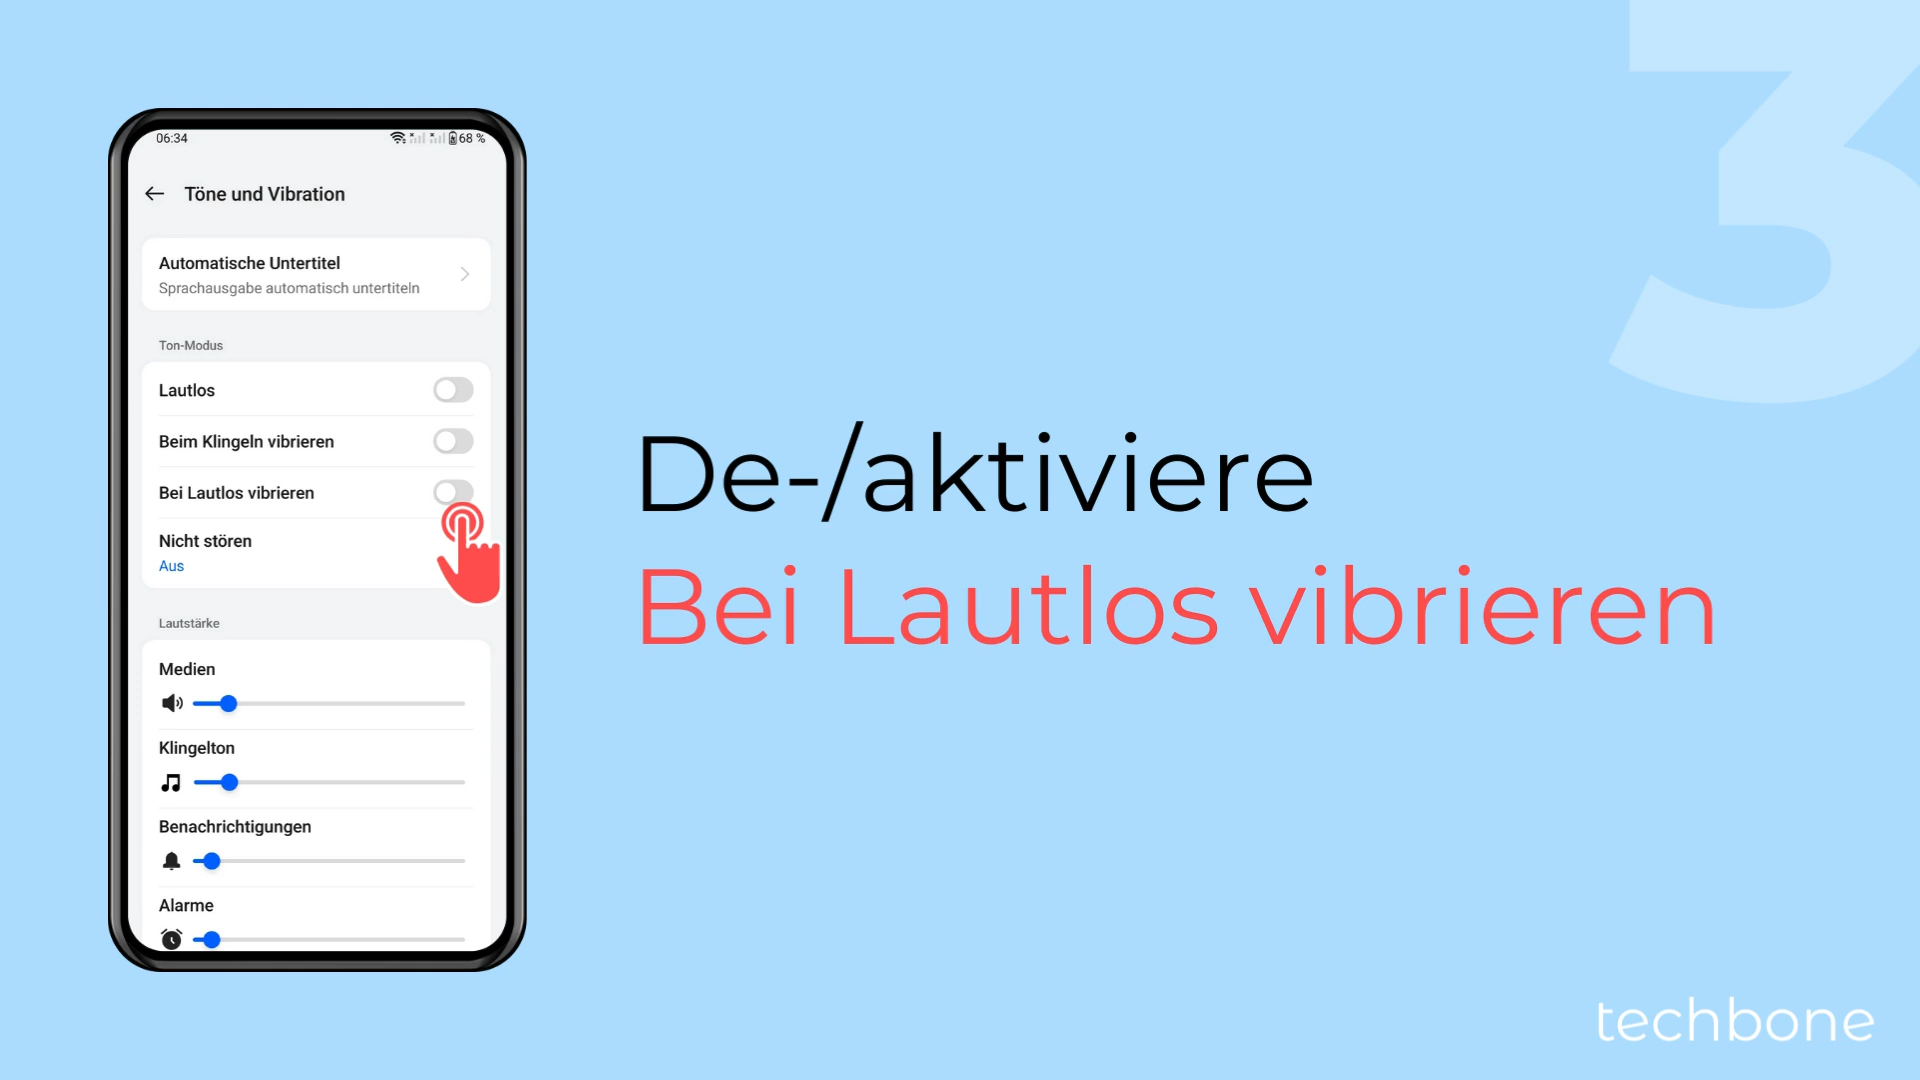 3
06:34
68 %
Töne und Vibration
Automatische Untertitel
Sprachausgabe automatisch untertiteln
Ton-Modus
Lautlos
Beim Klingeln vibrieren
Bei Lautlos vibrieren
Nicht stören
Aus
Lautstärke
Medien
Klingelton
Benachrichtigungen
Alarme
De-/aktiviere
Bei Lautlos vibrieren
techbone